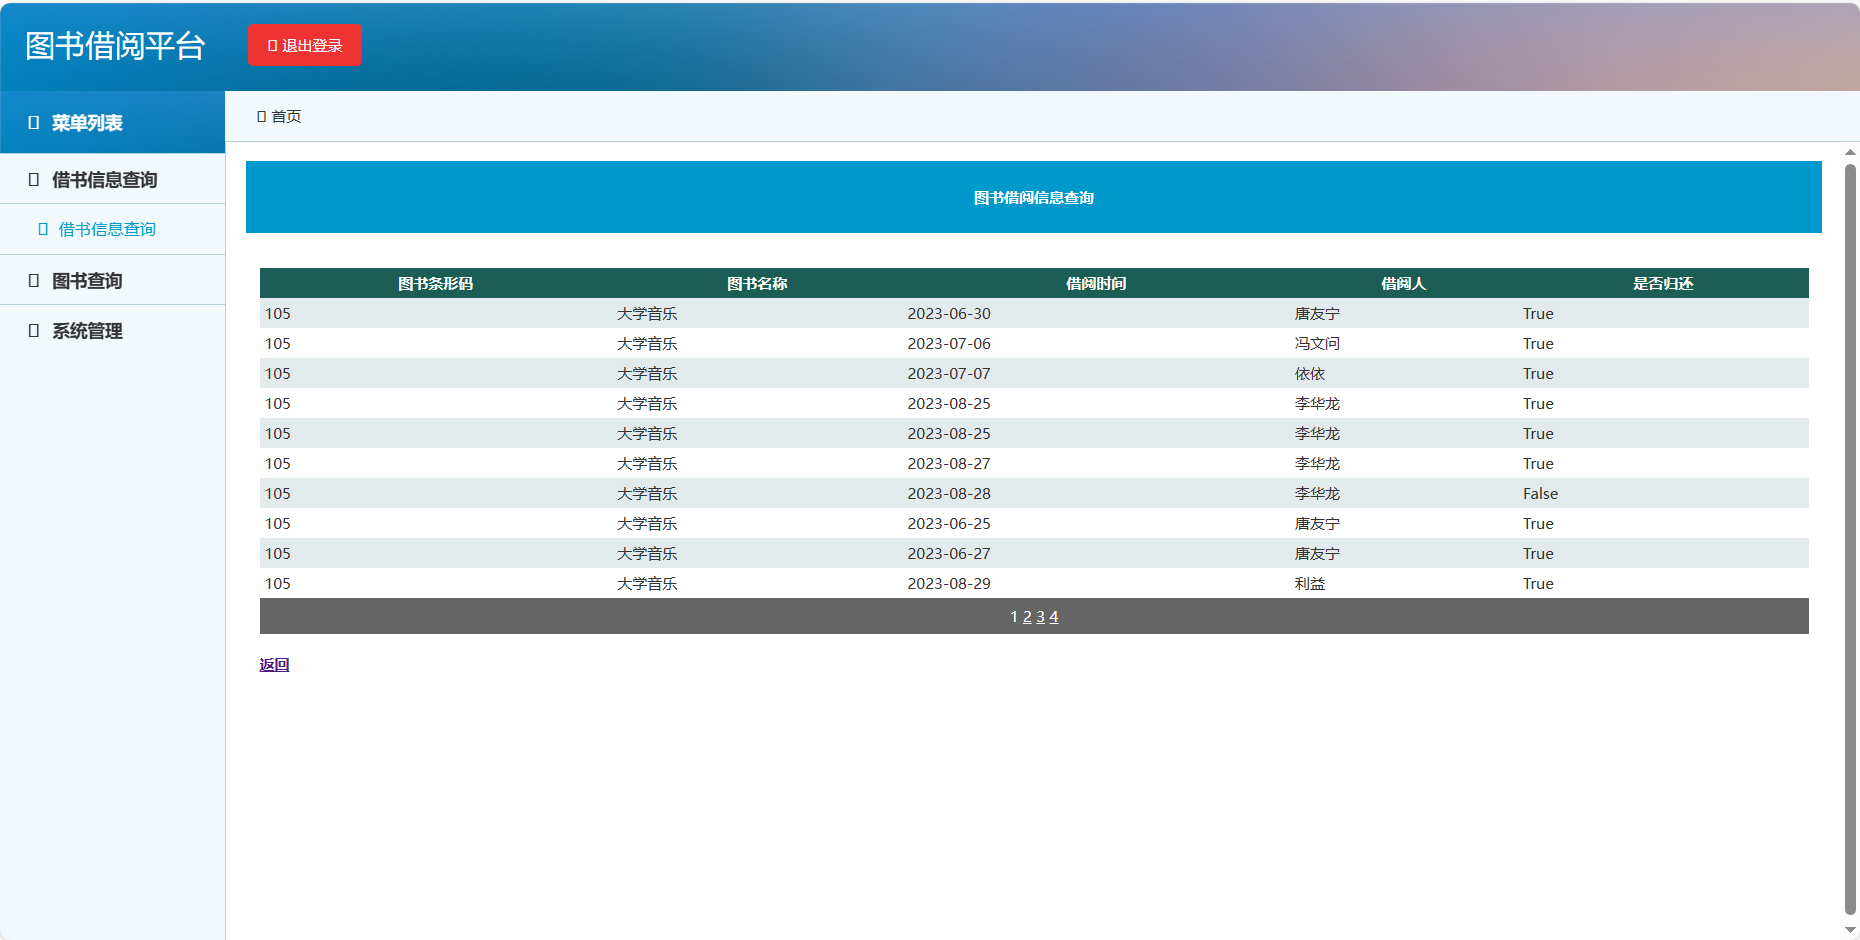 图书借阅平台
退出登录
菜单列表
首页
借书信息查询
借书信息查询
图书查询
系统管理
图书借阅信息查询
图书条形码 图书名称 借阅时间 借阅人 是否归还
105 大学音乐 2023-06-30 唐友宁 True
105 大学音乐 2023-07-06 冯文问 True
105 大学音乐 2023-07-07 依依 True
105 大学音乐 2023-08-25 李华龙 True
105 大学音乐 2023-08-25 李华龙 True
105 大学音乐 2023-08-27 李华龙 True
105 大学音乐 2023-08-28 李华龙 False
105 大学音乐 2023-06-25 唐友宁 True
105 大学音乐 2023-06-27 唐友宁 True
105 大学音乐 2023-08-29 利益 True
1 2 3 4
返回